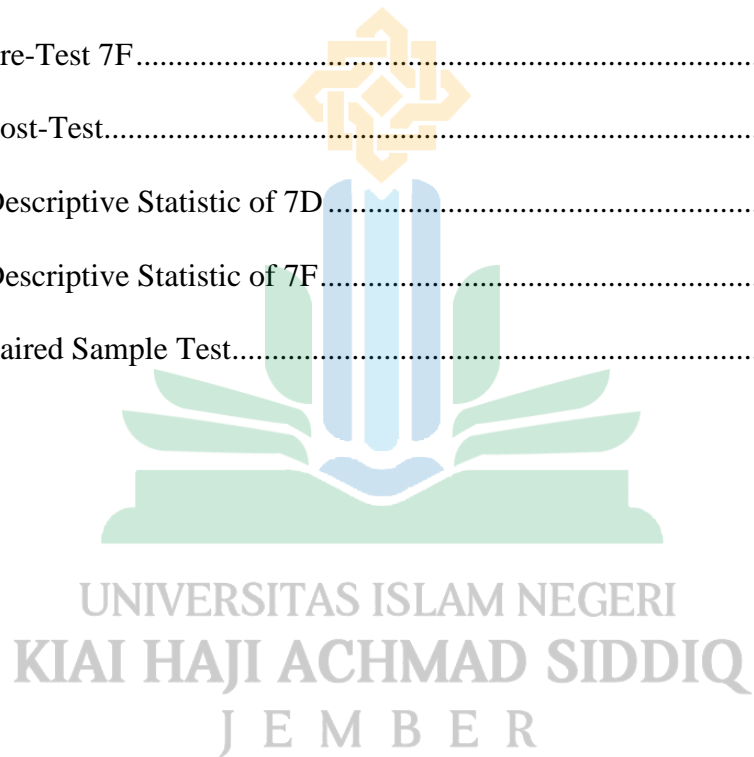 re-Test 7F.......................................................................................
ost-Test...........................................................................................
Descriptive Statistic of 7D................................................................
Descriptive Statistic of 7F.................................................................
aired Sample Test............................................................................
UNIVERSITAS ISLAM NEGERI
KIAI HAJI ACHMAD SIDDIQ
JEMBER